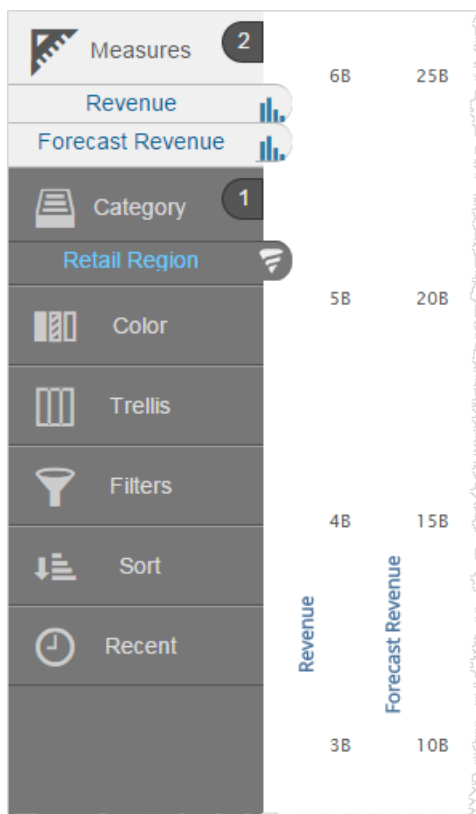 Measures 2
Revenue
Forecast Revenue
Category 1
Retail Region
Color
Trellis
Filters
Sort
Recent
6B 25B
5B 20B
4B 15B
Revenue
Forecast Revenue
3B 10B